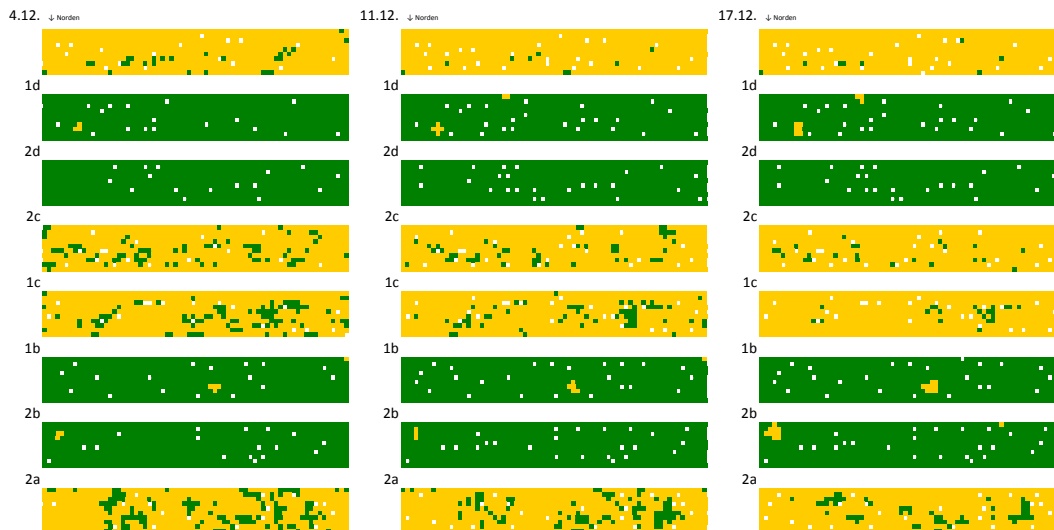 4.12. ↓ Norden 11.12. ↓ Norden 17.12. ↓ Norden
1d 1d 1d
2d 2d 2d
2c 2c 2c
1c 1c 1c
1b 1b 1b
2b 2b 2b
2a 2a 2a